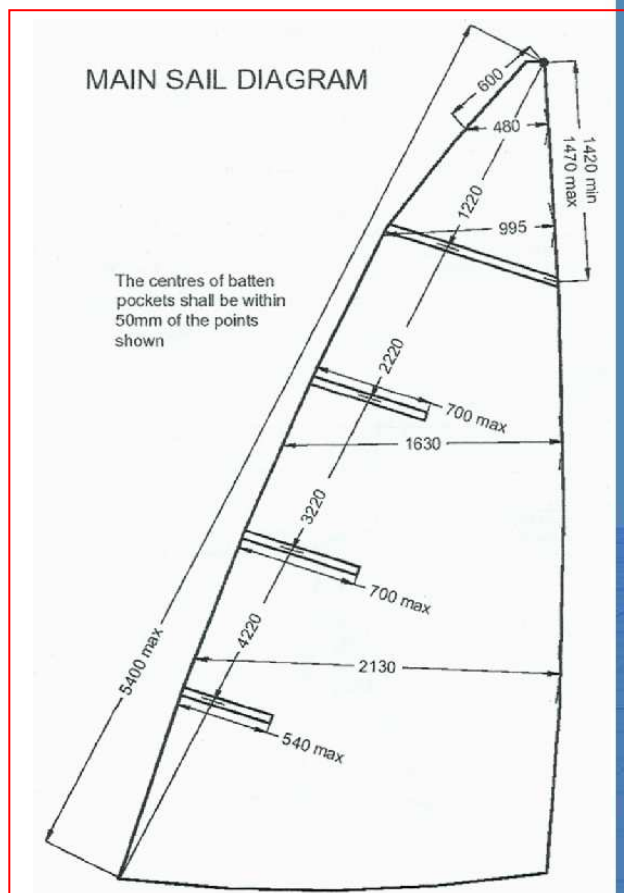 MAIN SAIL DIAGRAM
600
480
1420 min
1470 max
1220
995
The centres of batten
pockets shall be within
50mm of the points
shown
2220
700 max
1630
3220
700 max
4220
2130
5400 max
540 max